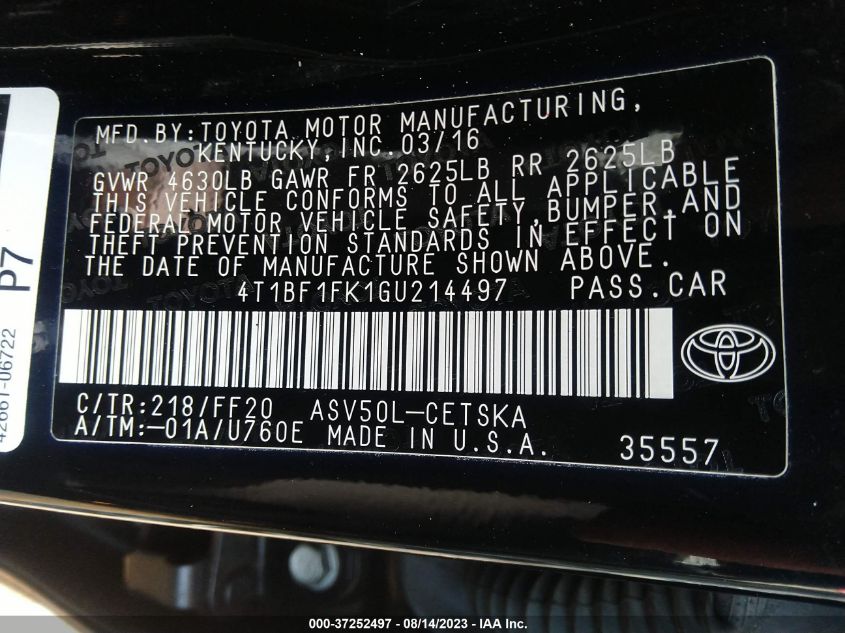 MFD.BY:TOYOTA MOTOR MANUFACTURING,
KENTUCKY,INC.03/16
GVWR 4630LB GAWR FR 2625LB RR 2625LB
THIS VEHICLE CONFORMS TO ALL APPLICABLE
FEDERAL MOTOR VEHICLE SAFETY,BUMPER,AND
THEFT PREVENTION STANDARDS IN EFFECT ON
THE DATE OF MANUFACTURE SHOWN ABOVE.
4T1BF1FK1GU214497 PASS.CAR
C/TR:218/FF20 ASV50L-CETSKA
A/TM:-01A/U760E MADE IN U.S.A. 35557
P7
42661-06722
000-37252497 - 08/14/2023 - IAA Inc.